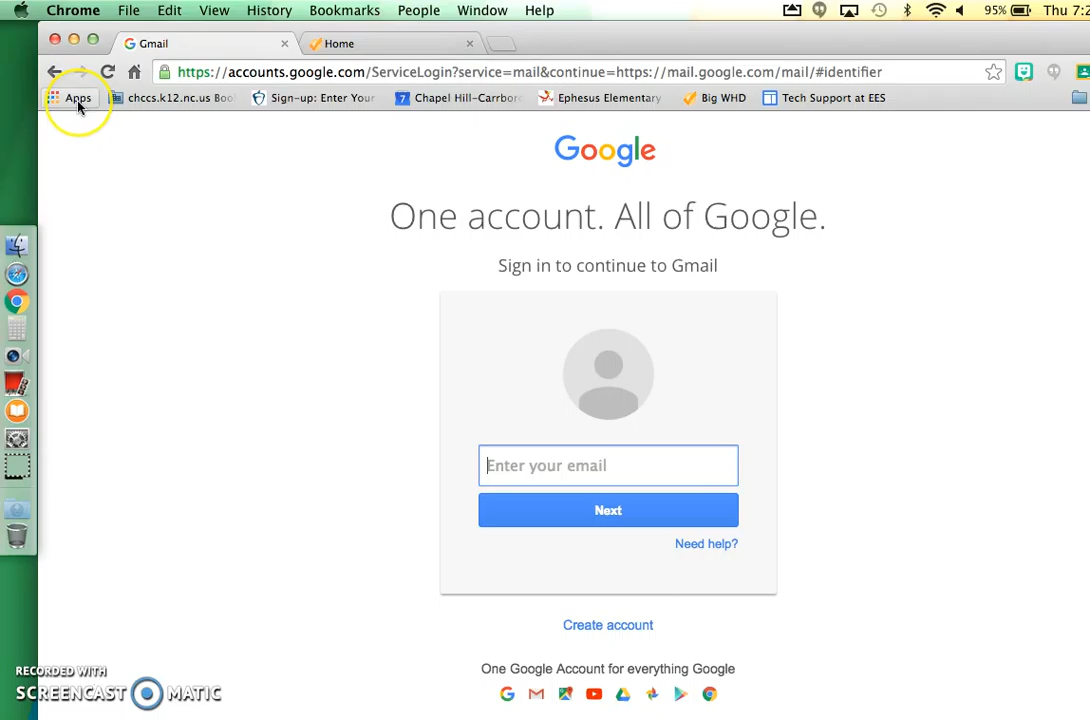 Chrome File Edit View History Bookmarks People Window Help 95% Thu 7:2
Gmail Home
https://accounts.google.com/ServiceLogin?service=mail&continue=https://mail.google.com/mail/#identifier
Apps chccs.k12.nc.us Boo Sign-up: Enter Your 7 Chapel Hill-Carrbor Ephesus Elementary Big WHD Tech Support at EES
Google
One account. All of Google.
Sign in to continue to Gmail
Enter your email
Next
Need help?
Create account
One Google Account for everything Google
RECORDED WITH
SCREENCAST MATIC